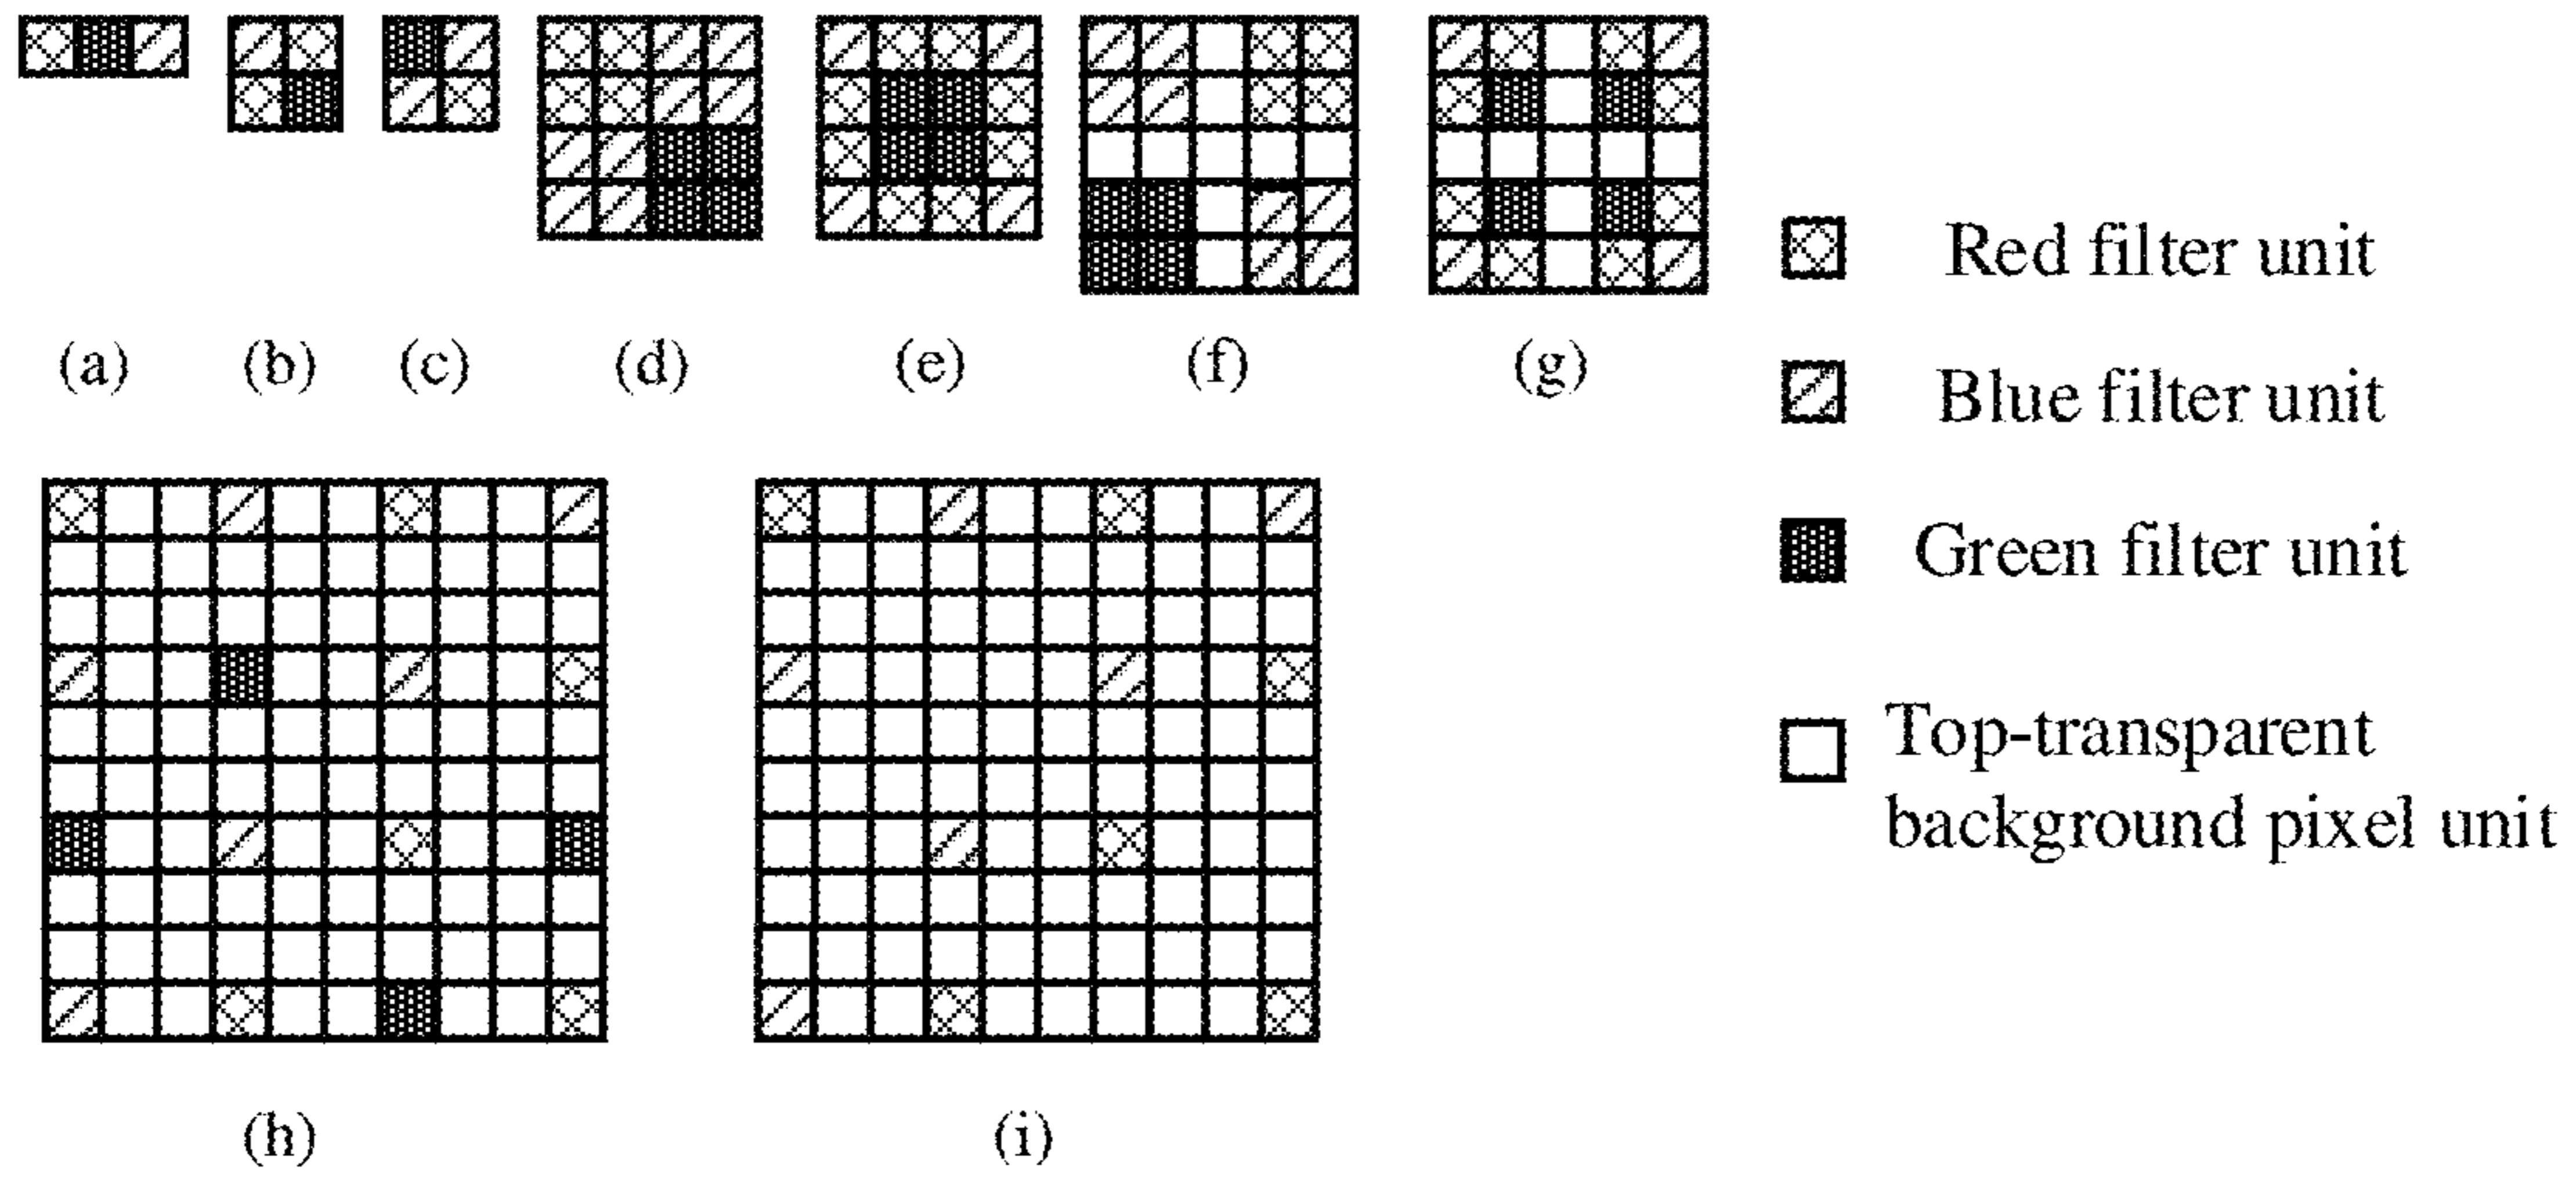 (a) (b) (c) (d) (e) (f) (g)
Red filter unit
Blue filter unit
Green filter unit
Top-transparent
background pixel unit
(h) (i)